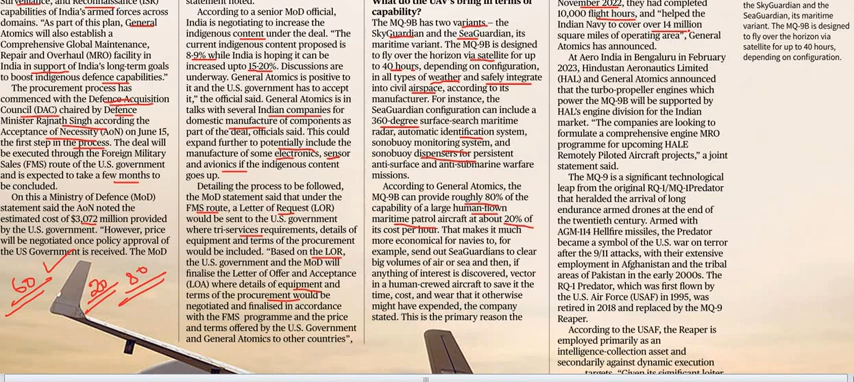 Surveillance, and Reconnaissance (ISR)
capabilities of India's armed forces across
domains. “As part of this plan, General
Atomics will also establish a
Comprehensive Global Maintenance,
Repair and Overhaul (MRO) facility in
India in support of India's long-term goals
to boost indigenous defence capabilities.”
The procurement process has
commenced with the Defence Acquisition
Council (DAC) chaired by Defence
Minister Rajnath Singh according the
Acceptance of Necessity (AoN) on June 15,
the first step in the process. The deal will
be executed through the Foreign Military
Sales (FMS) route of the U.S. government
and is expected to take a few months to
be concluded.
On this a Ministry of Defence (MoD)
statement said the AoN noted the
estimated cost of $3,072 million provided
by the U.S. government. “However, price
will be negotiated once policy approval of
the US Government is received. The MoD
60
20 80
statement noted.
According to a senior MoD official,
India is negotiating to increase the
indigenous content under the deal. “The
current indigenous content proposed is
8-9% while India is hoping it can be
increased upto 15-20%. Discussions are
underway. General Atomics is positive to
it and the U.S. government has to accept
it,” the official said. General Atomics is in
talks with several Indian companies for
domestic manufacture of components as
part of the deal, officials said. This could
expand further to potentially include the
manufacture of some electronics, sensor
and avionics if the indigenous content
goes up.
Detailing the process to be followed,
the MoD statement said that under the
FMS route, a Letter of Request (LOR)
would be sent to the U.S. government
where tri-services requirements, details of
equipment and terms of the procurement
would be included. “Based on the LOR,
the U.S. government and the MoD will
finalise the Letter of Offer and Acceptance
(LOA) where details of equipment and
terms of the procurement would be
negotiated and finalised in accordance
with the FMS programme and the price
and terms offered by the U.S. Government
and General Atomics to other countries”,
What do the UAV's bring in terms of
capability?
The MQ-9B has two variants – the
SkyGuardian and the SeaGuardian, its
maritime variant. The MQ-9B is designed
to fly over the horizon via satellite for up
to 40 hours, depending on configuration,
in all types of weather and safely integrate
into civil airspace, according to its
manufacturer. For instance, the
SeaGuardian configuration can include a
360-degree surface-search maritime
radar, automatic identification system,
sonobuoy monitoring system, and
sonobuoy dispensers for persistent
anti-surface and anti-submarine warfare
missions.
According to General Atomics, the
MQ-9B can provide roughly 80% of the
capability of a large human-flown
maritime patrol aircraft at about 20% of
its cost per hour. That makes it much
more economical for navies to, for
example, send out SeaGuardians to clear
big volumes of air or sea and then, if
anything of interest is discovered, vector
in a human-crewed aircraft to save it the
time, cost, and wear that it otherwise
might have expended, the company
stated. This is the primary reason the
November 2022, they had completed
10,000 flight hours, and “helped the
Indian Navy to cover over 14 million
square miles of operating area”, General
Atomics has announced.
At Aero India in Bengaluru in February
2023, Hindustan Aeronautics Limited
(HAL) and General Atomics announced
that the turbo-propeller engines which
power the MQ-9B will be supported by
HAL's engine division for the Indian
market. “The companies are looking to
formulate a comprehensive engine MRO
programme for upcoming HALE
Remotely Piloted Aircraft projects,” a joint
statement said.
The MQ-9 is a significant technological
leap from the original RQ-1/MQ-1Predator
that heralded the arrival of long
endurance armed drones at the end of
the twentieth century. Armed with
AGM-114 Hellfire missiles, the Predator
became a symbol of the U.S. war on terror
after the 9/11 attacks, with their extensive
employment in Afghanistan and the tribal
areas of Pakistan in the early 2000s. The
RQ-1 Predator, which was first flown by
the U.S. Air Force (USAF) in 1995, was
retired in 2018 and replaced by the MQ-9
Reaper.
According to the USAF, the Reaper is
employed primarily as an
intelligence-collection asset and
secondarily against dynamic execution
targets. “Given its significant loiter
the SkyGuardian and the
SeaGuardian, its maritime
variant. The MQ-9B is designed
to fly over the horizon via
satellite for up to 40 hours,
depending on configuration.